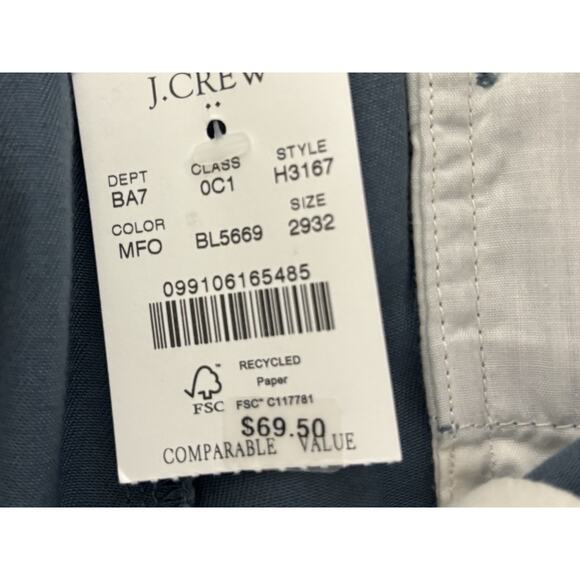 J.CREW
DEPT CLASS STYLE
BA7 0C1 H3167
COLOR SIZE
MFO BL5669 2932
099106165485
RECYCLED
Paper
FSC
FSC® C117781
$69.50
COMPARABLE VALUE